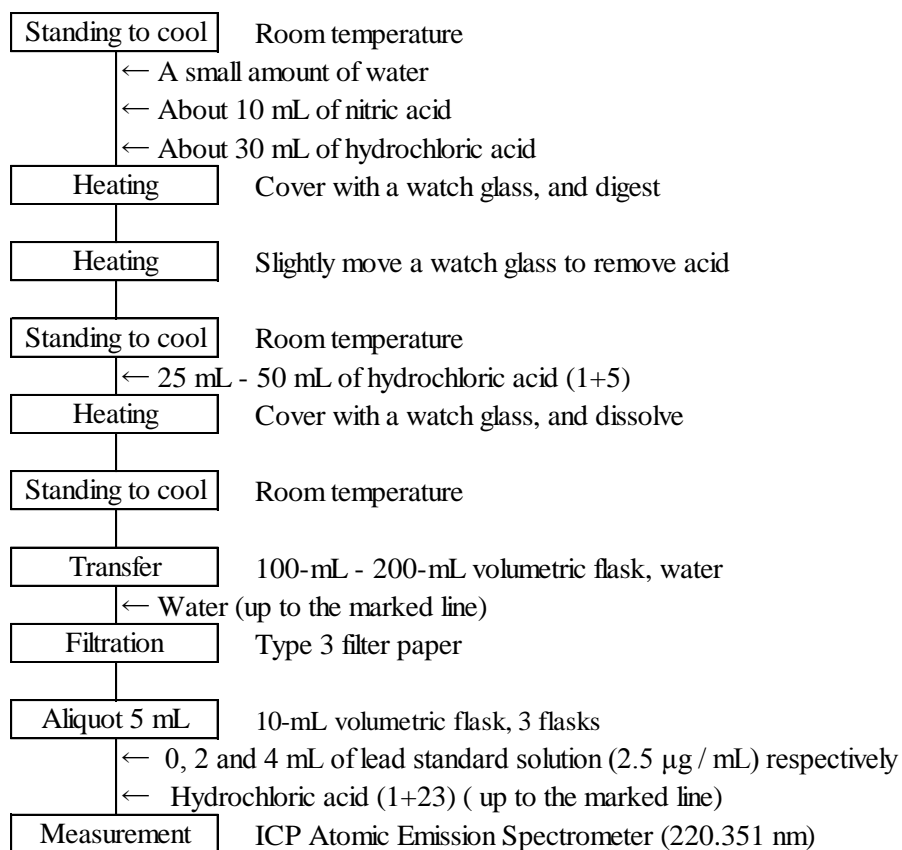 Standing to cool Room temperature
← A small amount of water
← About 10 mL of nitric acid
← About 30 mL of hydrochloric acid
Heating Cover with a watch glass, and digest
Heating Slightly move a watch glass to remove acid
Standing to cool Room temperature
← 25 mL - 50 mL of hydrochloric acid (1+5)
Heating Cover with a watch glass, and dissolve
Standing to cool Room temperature
Transfer 100-mL - 200-mL volumetric flask, water
← Water (up to the marked line)
Filtration Type 3 filter paper
Aliquot 5 mL 10-mL volumetric flask, 3 flasks
← 0, 2 and 4 mL of lead standard solution (2.5 µg / mL) respectively
← Hydrochloric acid (1+23) ( up to the marked line)
Measurement ICP Atomic Emission Spectrometer (220.351 nm)